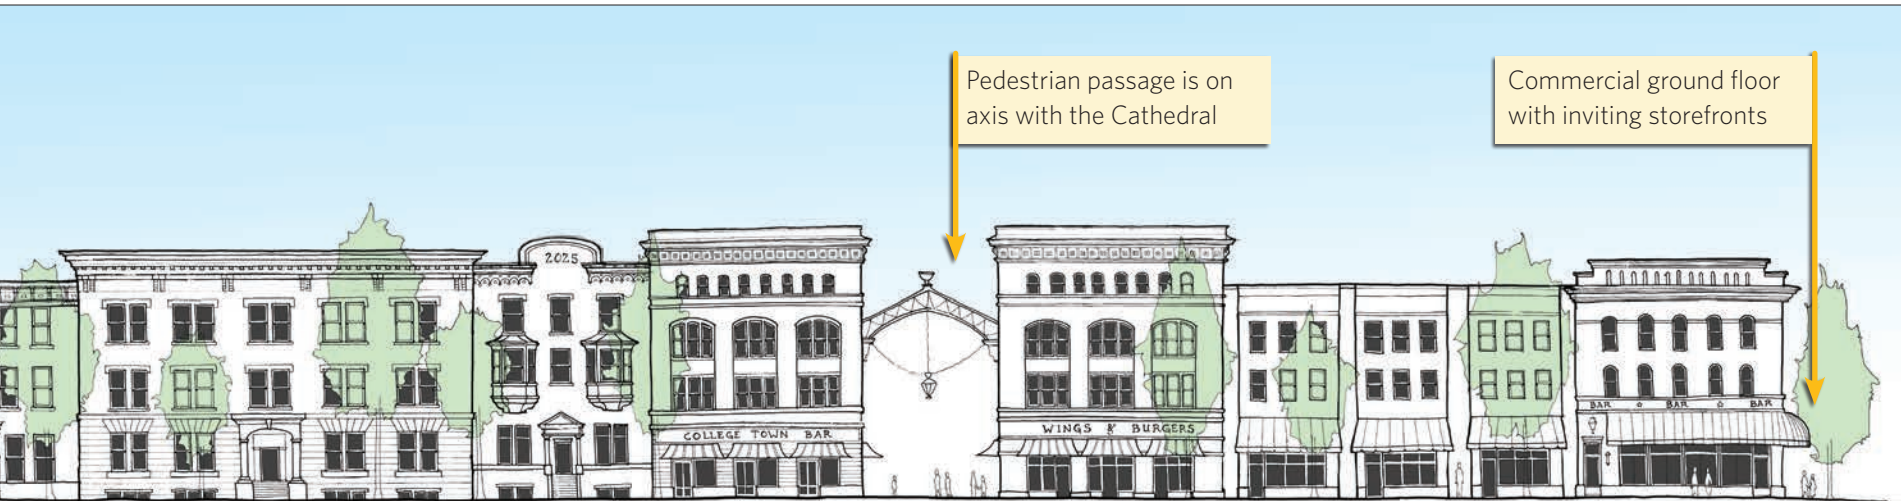 Pedestrian passage is on
axis with the Cathedral
Commercial ground floor
with inviting storefronts
2025
COLLEGE TOWN BAR
WINGS & BURGERS
BAR ☆ BAR ☆ BAR